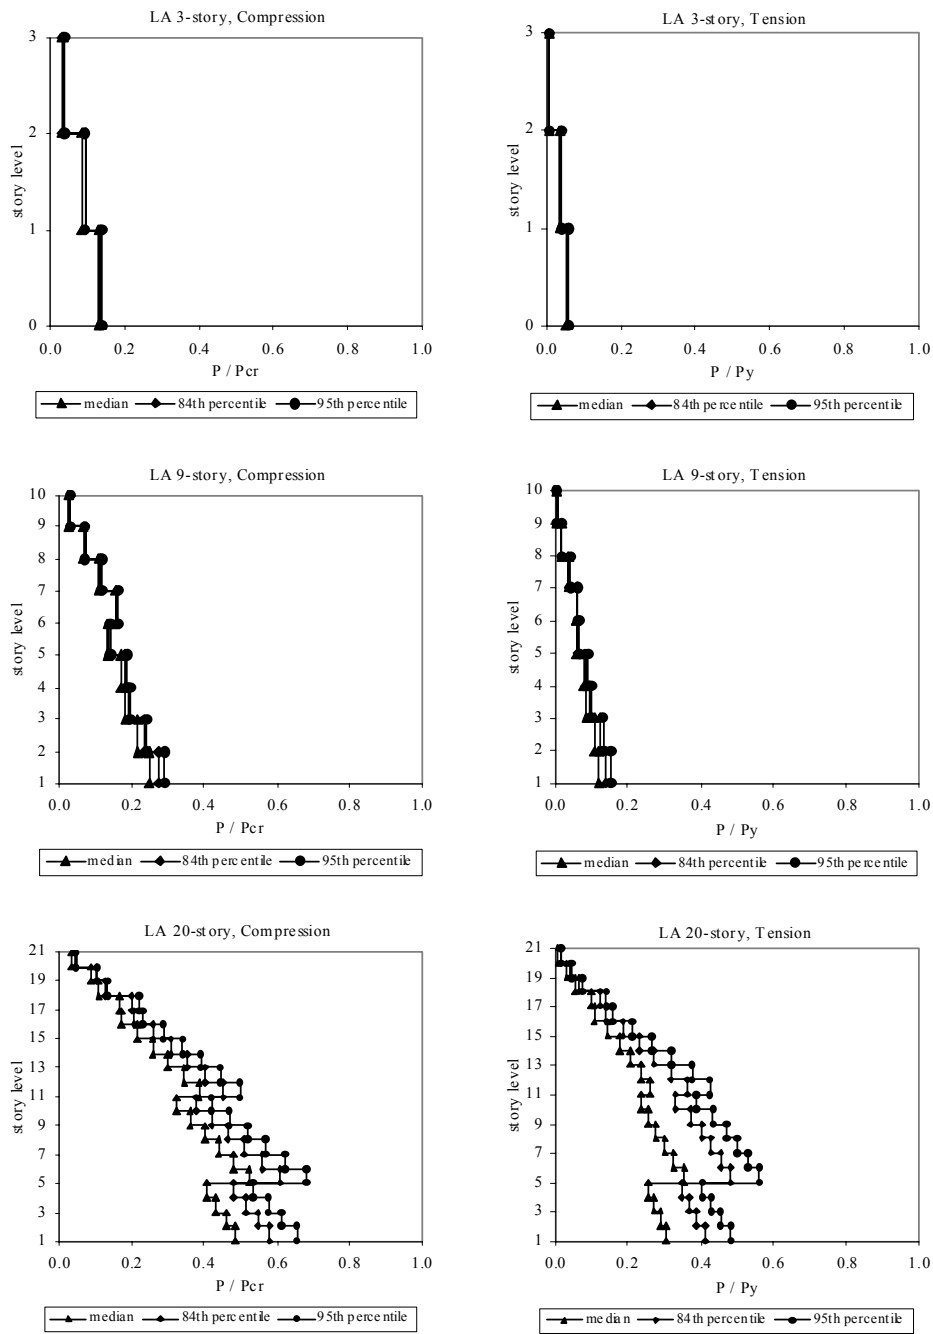 LA 3-story, Compression
3
2
1
0
story level
0.0 0.2 0.4 0.6 0.8 1.0
P / Pcr
median 84th percentile 95th percentile
LA 3-story, Tension
3
2
1
0
story level
0.0 0.2 0.4 0.6 0.8 1.0
P / Py
median 84th percentile 95th percentile
LA 9-story, Compression
10
9
8
7
6
5
4
3
2
1
story level
0.0 0.2 0.4 0.6 0.8 1.0
P / Pcr
median 84th percentile 95th percentile
LA 9-story, Tension
10
9
8
7
6
5
4
3
2
1
story level
0.0 0.2 0.4 0.6 0.8 1.0
P / Py
median 84th percentile 95th percentile
LA 20-story, Compression
21
19
17
15
13
11
9
7
5
3
1
story level
0.0 0.2 0.4 0.6 0.8 1.0
P / Pcr
median 84th percentile 95th percentile
LA 20-story, Tension
21
19
17
15
13
11
9
7
5
3
1
story level
0.0 0.2 0.4 0.6 0.8 1.0
P / Py
median 84th percentile 95th percentile